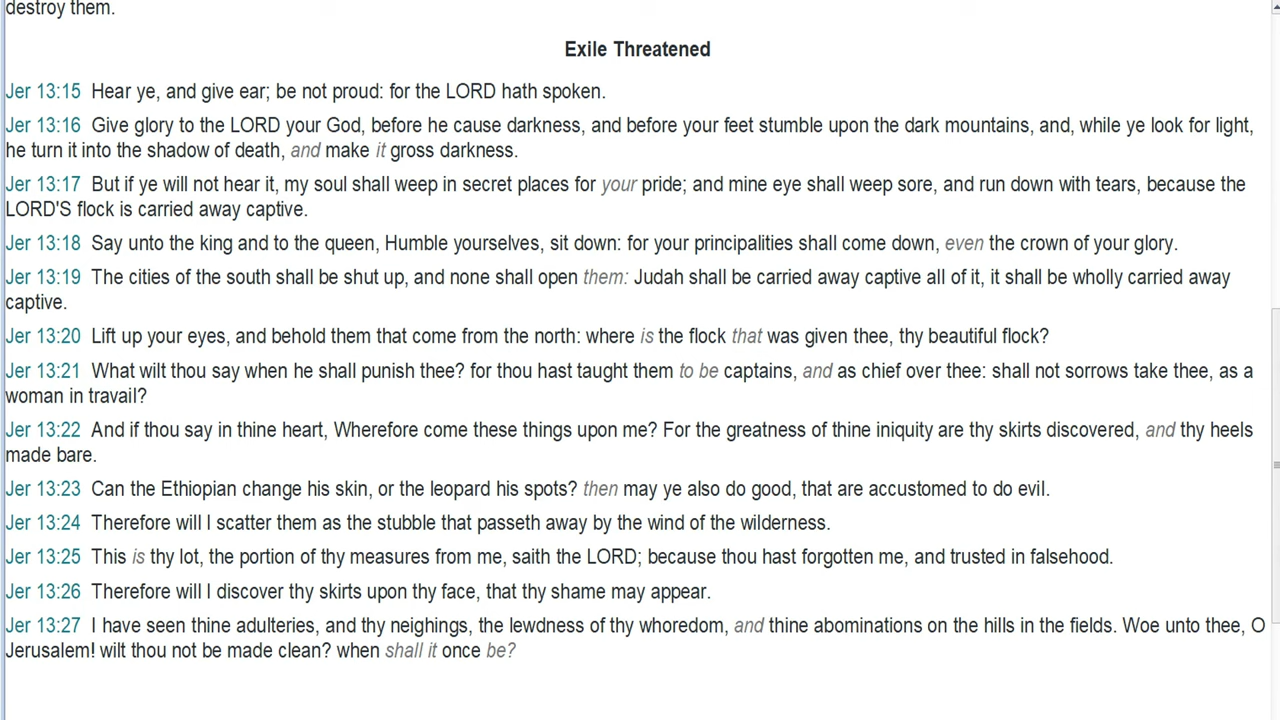 destroy them.
Exile Threatened
Jer 13:15 Hear ye, and give ear; be not proud: for the LORD hath spoken.
Jer 13:16 Give glory to the LORD your God, before he cause darkness, and before your feet stumble upon the dark mountains, and, while ye look for light,
he turn it into the shadow of death, and make it gross darkness.
Jer 13:17 But if ye will not hear it, my soul shall weep in secret places for your pride; and mine eye shall weep sore, and run down with tears, because the
LORD'S flock is carried away captive.
Jer 13:18 Say unto the king and to the queen, Humble yourselves, sit down: for your principalities shall come down, even the crown of your glory.
Jer 13:19 The cities of the south shall be shut up, and none shall open them: Judah shall be carried away captive all of it, it shall be wholly carried away
captive.
Jer 13:20 Lift up your eyes, and behold them that come from the north: where is the flock that was given thee, thy beautiful flock?
Jer 13:21 What wilt thou say when he shall punish thee? for thou hast taught them to be captains, and as chief over thee: shall not sorrows take thee, as a
woman in travail?
Jer 13:22 And if thou say in thine heart, Wherefore come these things upon me? For the greatness of thine iniquity are thy skirts discovered, and thy heels
made bare.
Jer 13:23 Can the Ethiopian change his skin, or the leopard his spots? then may ye also do good, that are accustomed to do evil.
Jer 13:24 Therefore will I scatter them as the stubble that passeth away by the wind of the wilderness.
Jer 13:25 This is thy lot, the portion of thy measures from me, saith the LORD; because thou hast forgotten me, and trusted in falsehood.
Jer 13:26 Therefore will I discover thy skirts upon thy face, that thy shame may appear.
Jer 13:27 I have seen thine adulteries, and thy neighings, the lewdness of thy whoredom, and thine abominations on the hills in the fields. Woe unto thee, O
Jerusalem! wilt thou not be made clean? when shall it once be?